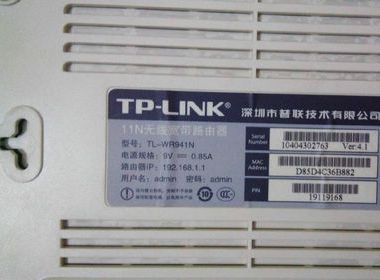 TP-LINK
深圳市普联技术有限公司
11N无线宽带路由器
型号: TL-WR941N
电源规格: 9V ⎓ 0.85A
路由器IP: 192.168.1.1
用户名: admin 密码: admin
Serial Number
10404302763 Ver:4.1
MAC Address
D85D4C36B882
PIN
19119168